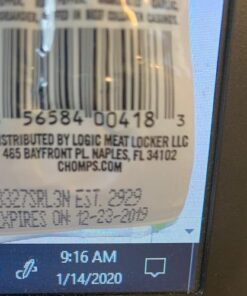 56584 00418 3
DISTRIBUTED BY LOGIC MEAT LOCKER LLC
465 BAYFRONT PL. NAPLES, FL 34102
CHOMPS.COM
3327SRL3N EST. 2929
EXPIRES ON: 12-23-2019
9:16 AM
1/14/2020